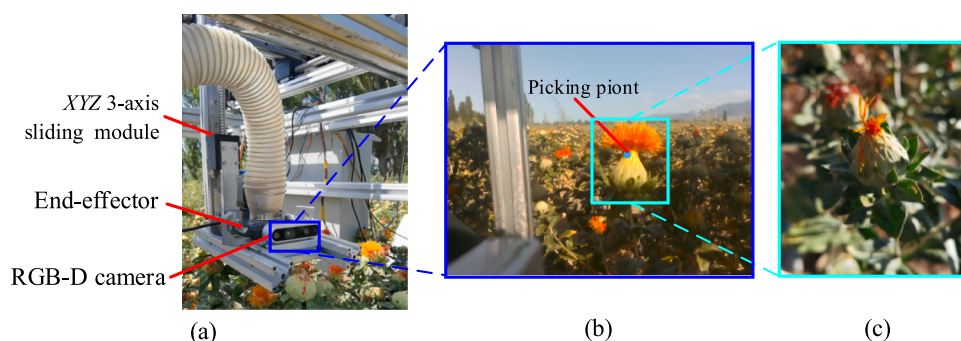 XYZ 3-axis
sliding module
End-effector
RGB-D camera
Picking piont
(a)
(b)
(c)